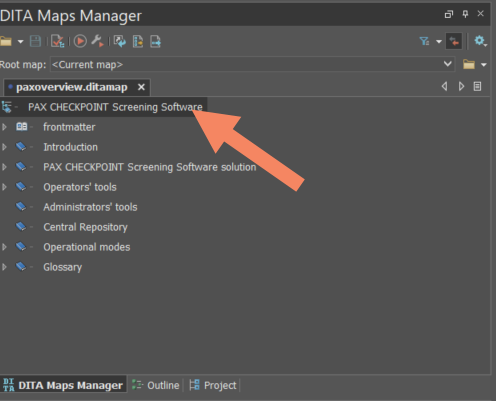 DITA Maps Manager
Root map: <Current map>
paxoverview.ditamap
PAX CHECKPOINT Screening Software
frontmatter
Introduction
PAX CHECKPOINT Screening Software solution
Operators' tools
Administrators' tools
Central Repository
Operational modes
Glossary
DITA DITA Maps Manager Outline Project